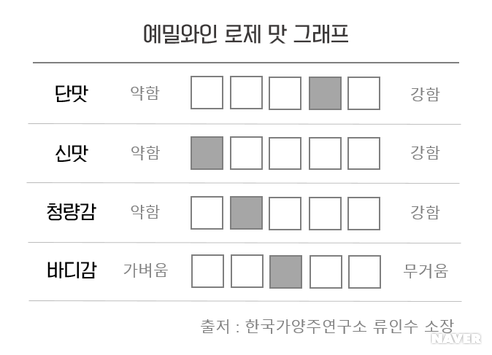 예밀와인 로제 맛 그래프
단맛 약함 강함
신맛 약함 강함
청량감 약함 강함
바디감 가벼움 무거움
출저 : 한국가양주연구소 류인수 소장
NAVER